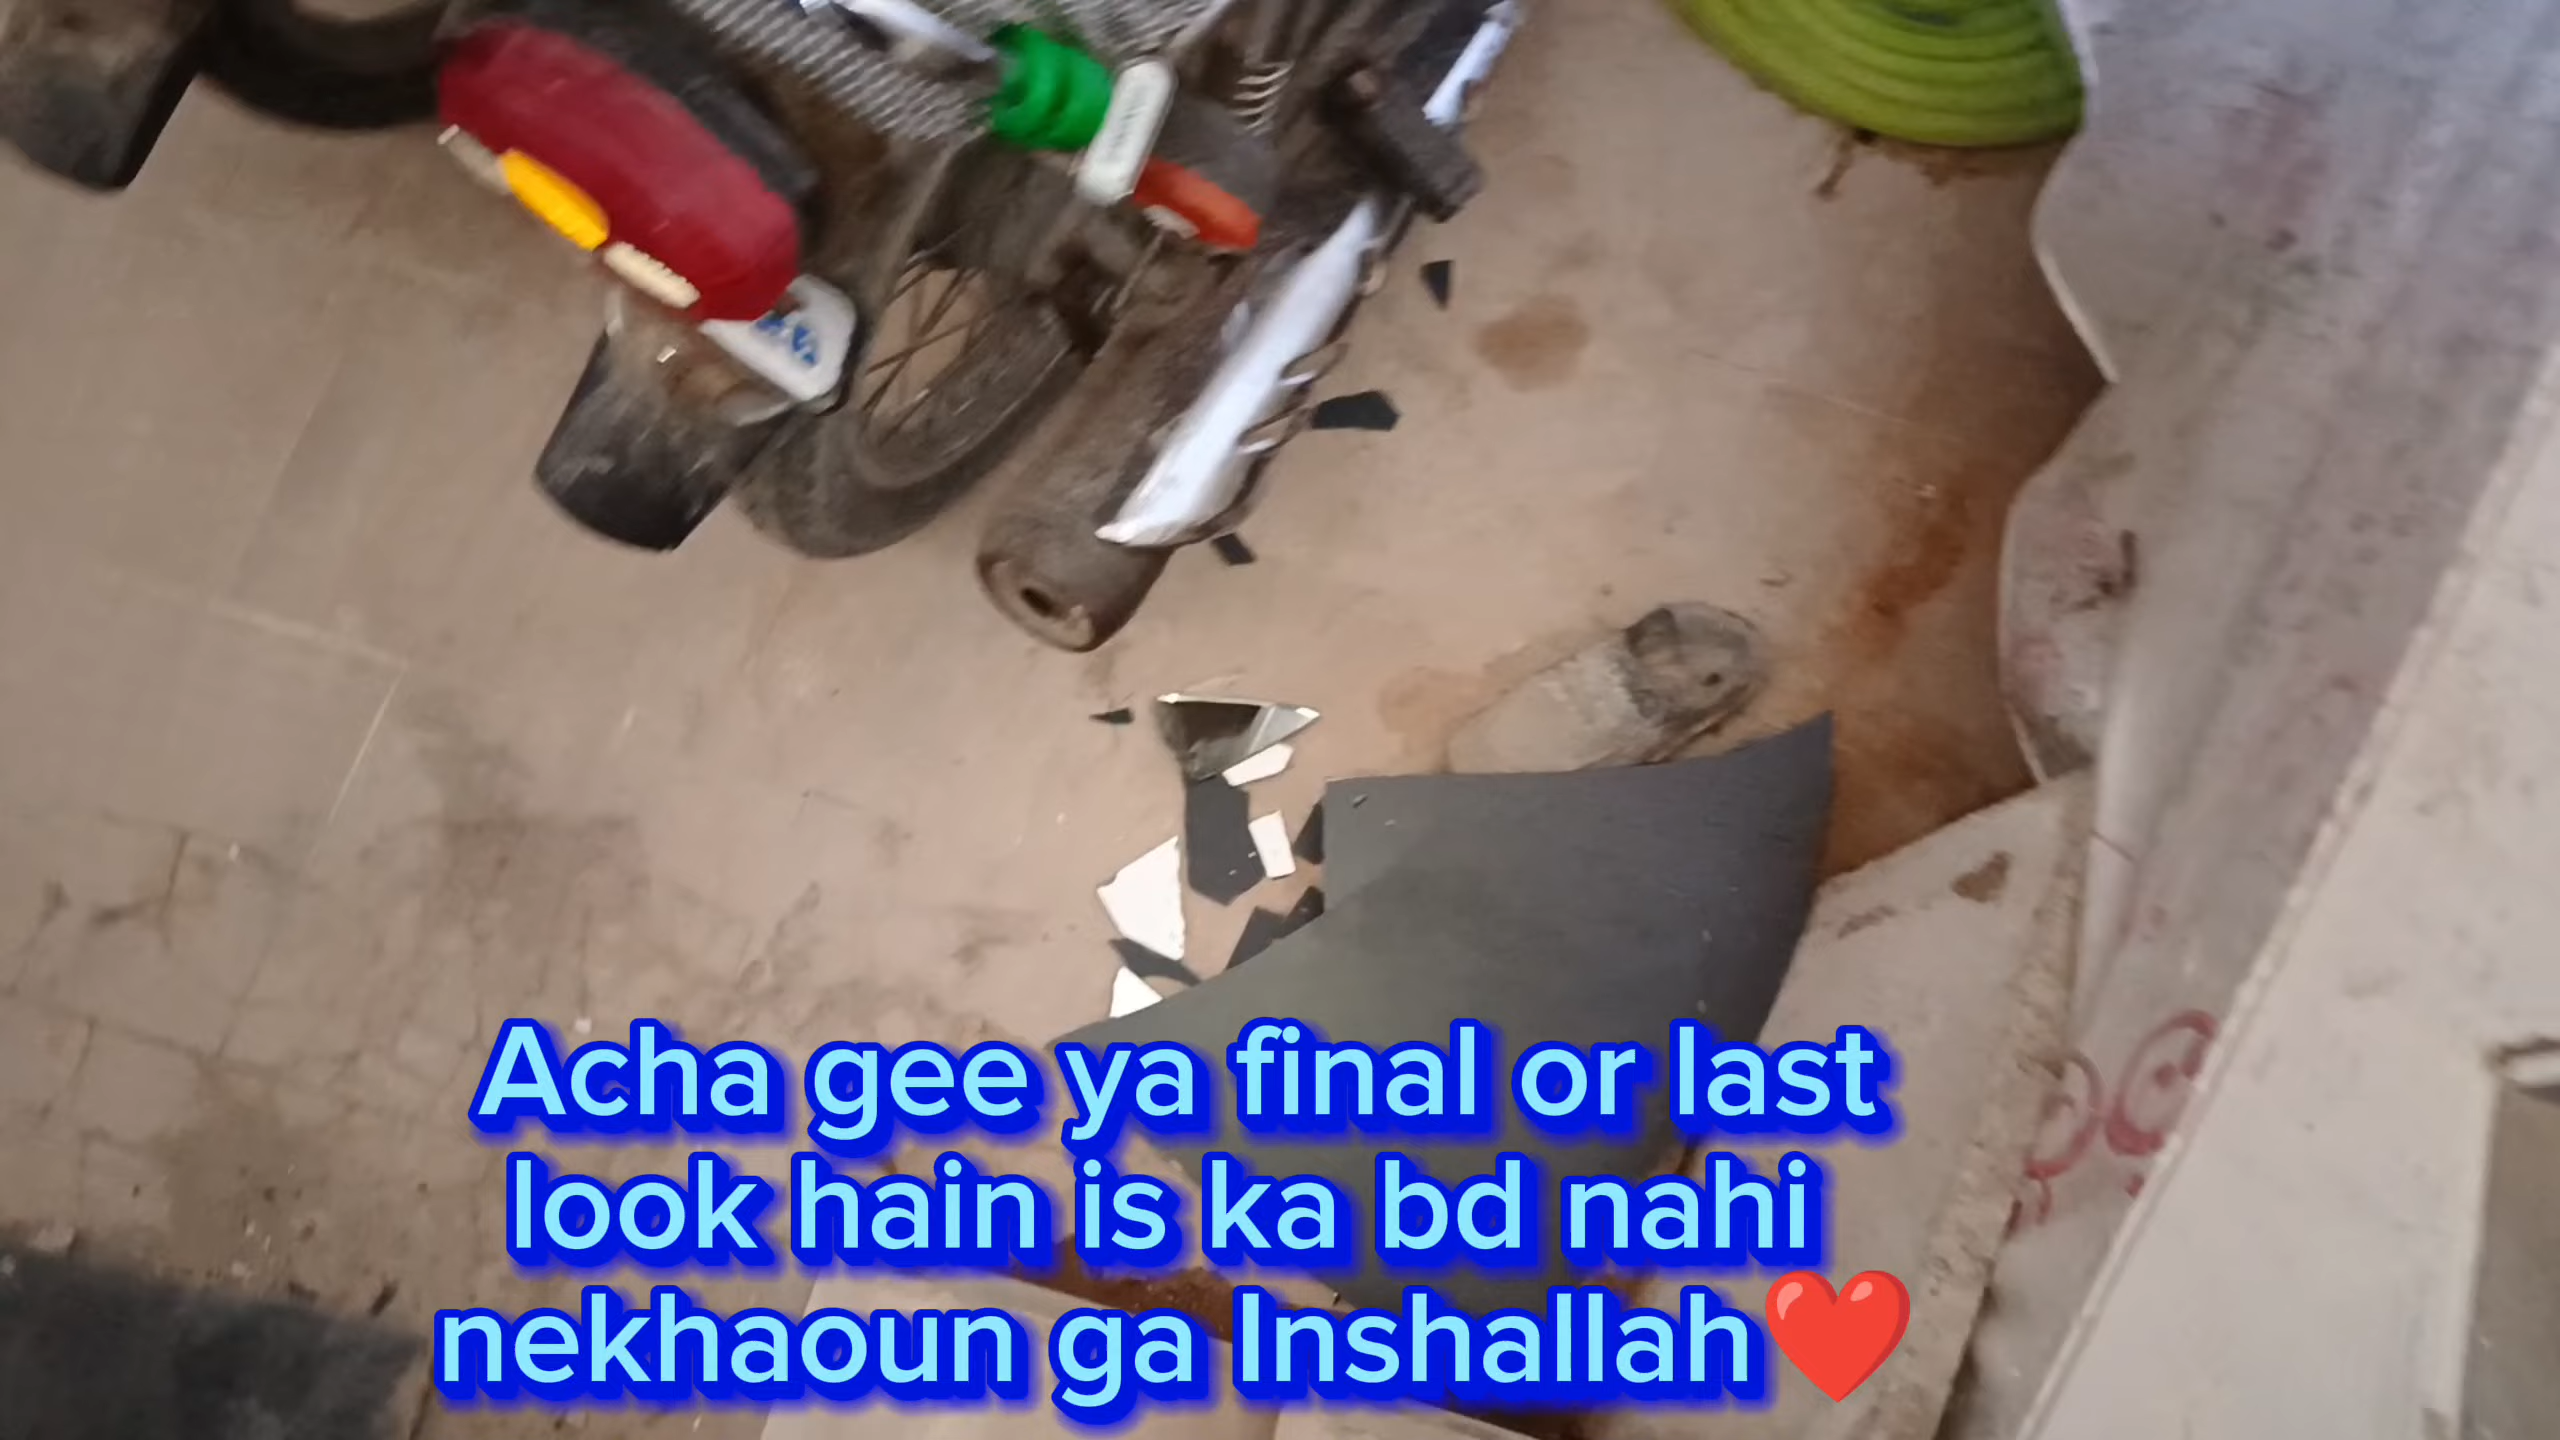 Acha gee ya final or last
look hain is ka bd nahi
nekhaoun ga Inshallah❤️